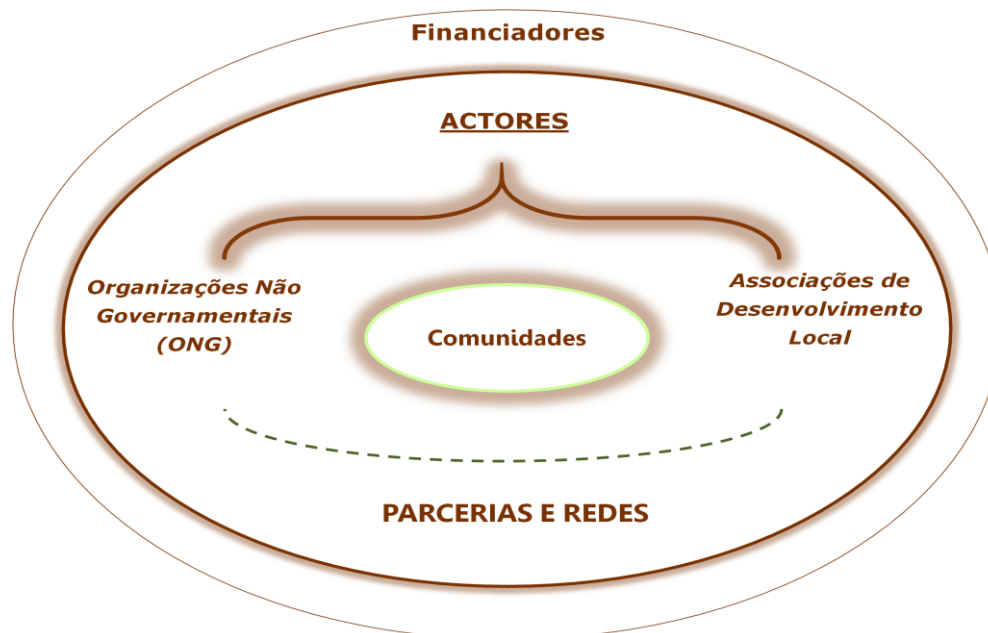 Financiadores
ACTORES
Organizações Não
Governamentais
(ONG)
Comunidades
Associações de
Desenvolvimento
Local
PARCERIAS E REDES